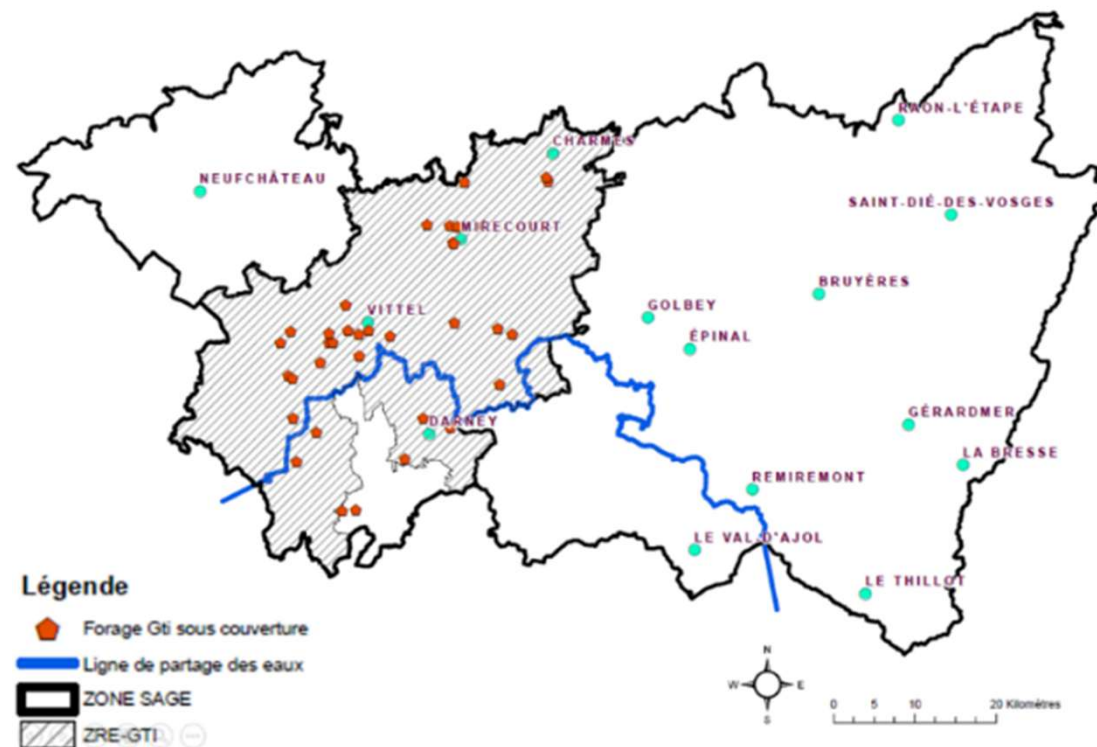 RAON-L'ÉTAPE
CHARMES
NEUFCHÂTEAU
SAINT-DIÉ-DES-VOSGES
MIRECOURT
BRUYÈRES
VITTEL
GOLBEY
ÉPINAL
GÉRARDMER
DARNEY
LA BRESSE
REMIREMONT
LE VAL-D'AJOL
LE THILLOT
Légende
Forage Gti sous couverture
Ligne de partage des eaux
ZONE SAGE
ZRE-GTI
N
W E
S
0 5 10 20 Kilomètres